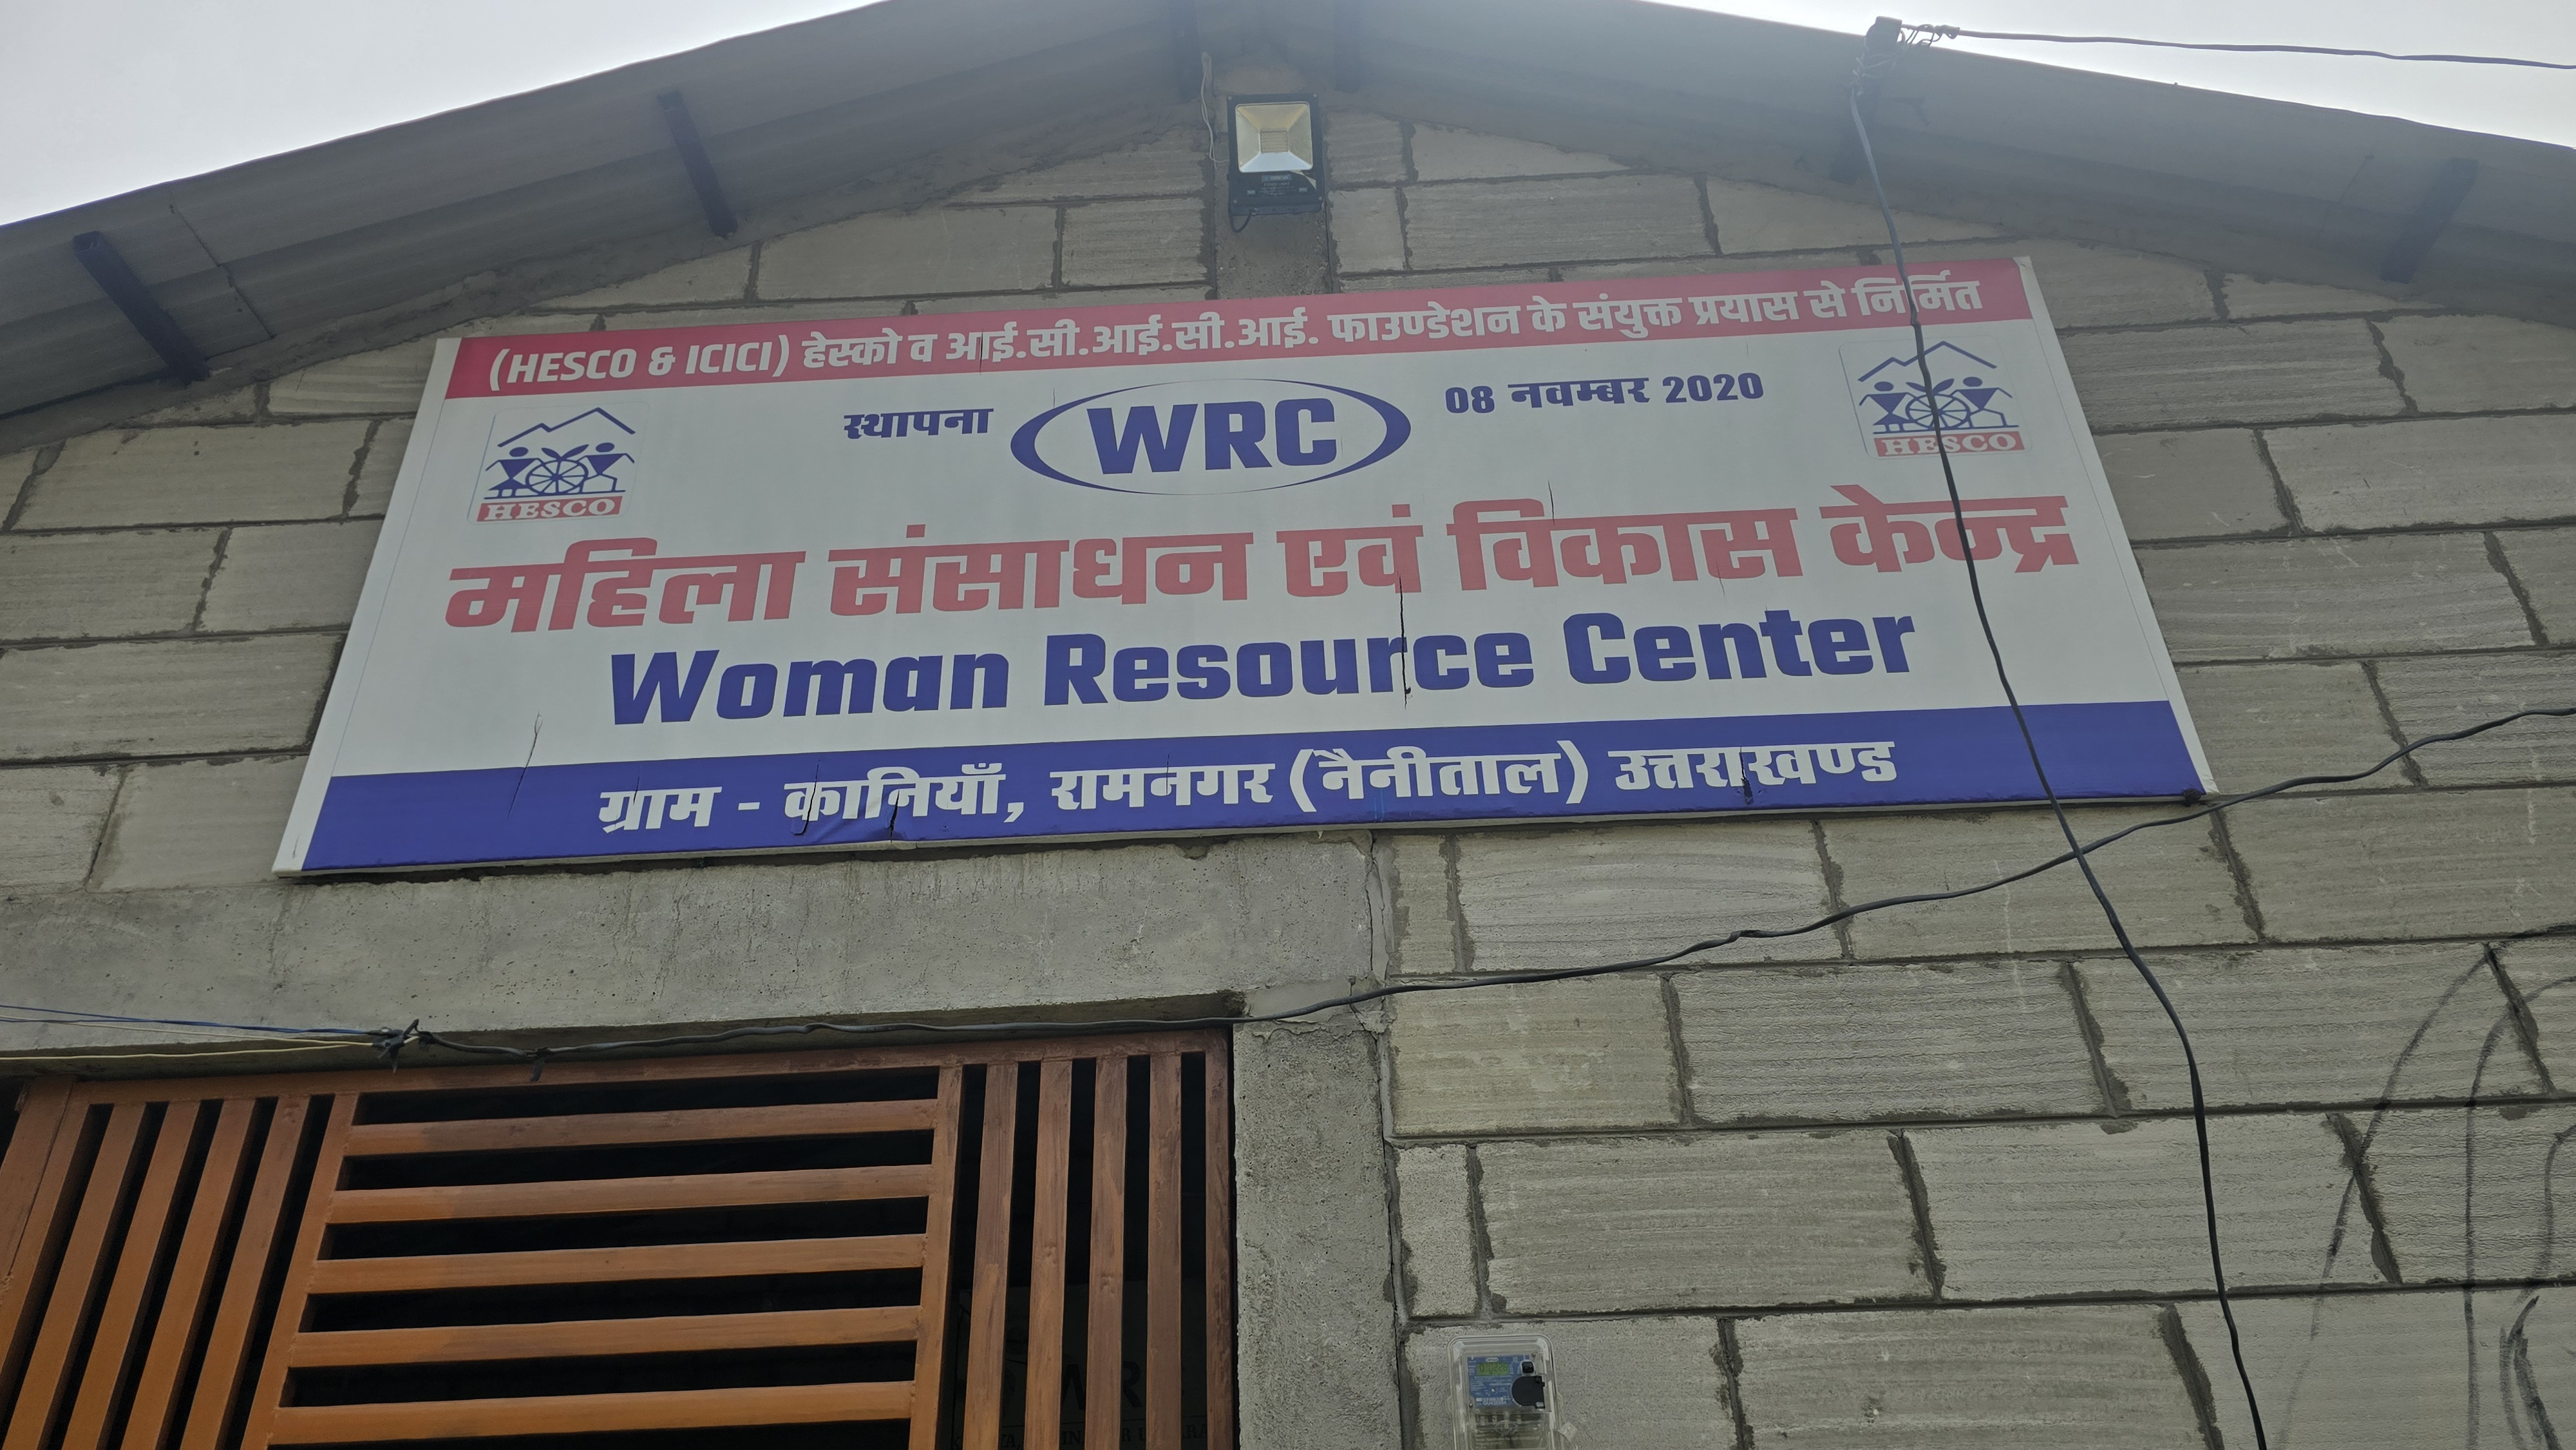 (HESCO & ICICI) हेस्को व आई.सी.आई.सी.आई. फाउण्डेशन के संयुक्त प्रयास से निर्मित
स्थापना WRC 08 नवम्बर 2020
HESCO HESCO
महिला संसाधन एवं विकास केन्द्र
Woman Resource Center
ग्राम - कानियाँ, रामनगर (नैनीताल) उत्तराखण्ड